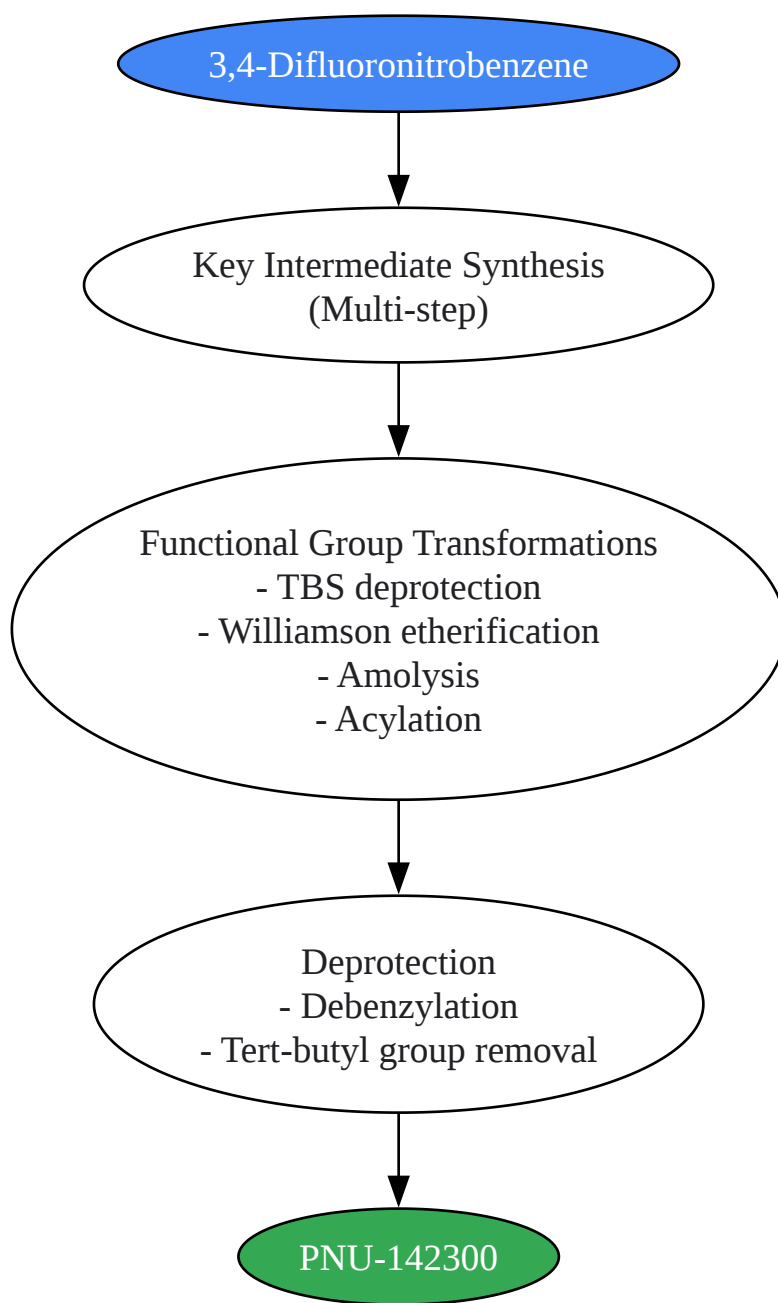 3,4-Difluoronitrobenzene
Key Intermediate Synthesis
(Multi-step)
Functional Group Transformations
- TBS deprotection
- Williamson etherification
- Amolysis
- Acylation
Deprotection
- Debenzylation
- Tert-butyl group removal
PNU-142300